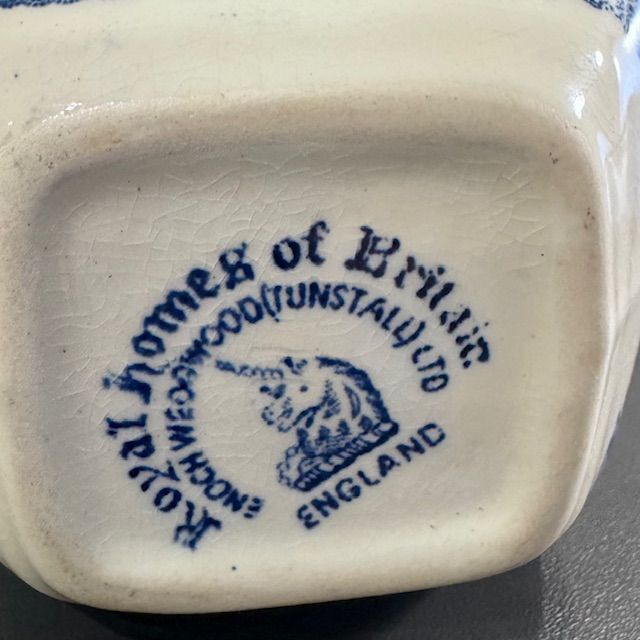 Royal Homes of Britain
ENOCH WEDGWOOD (TUNSTALL) LTD
ENGLAND